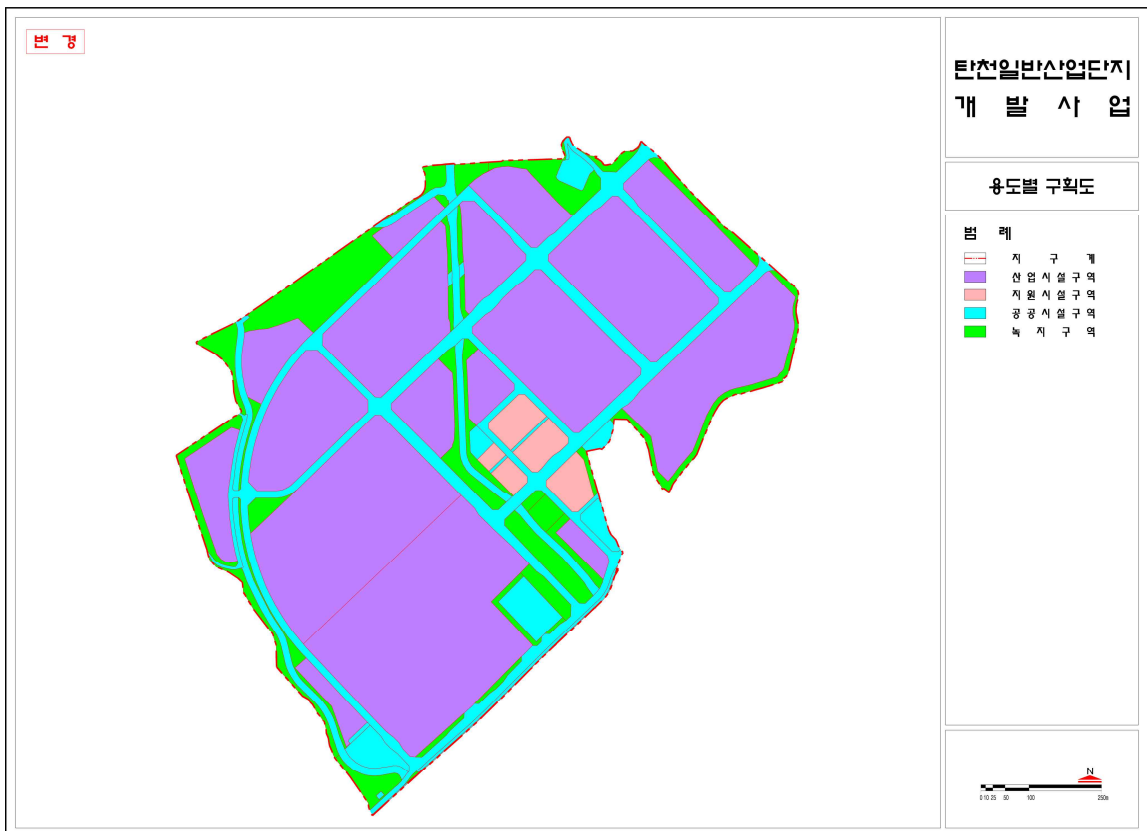 변 경
탄천일반산업단지
개 발 사 업
용도별 구획도
범 례
지 구 계
산 업 시 설 구 역
지 원 시 설 구 역
공 공 시 설 구 역
녹 지 구 역
N
0 10 25 50 100 250m